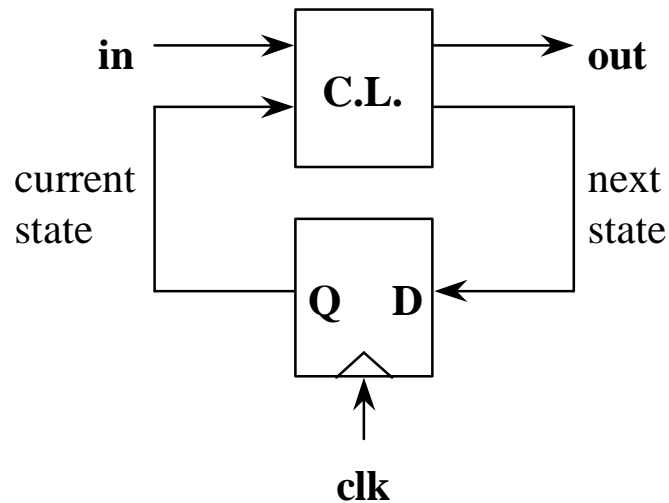 in
out
C.L.
current
state
next
state
Q
D
clk